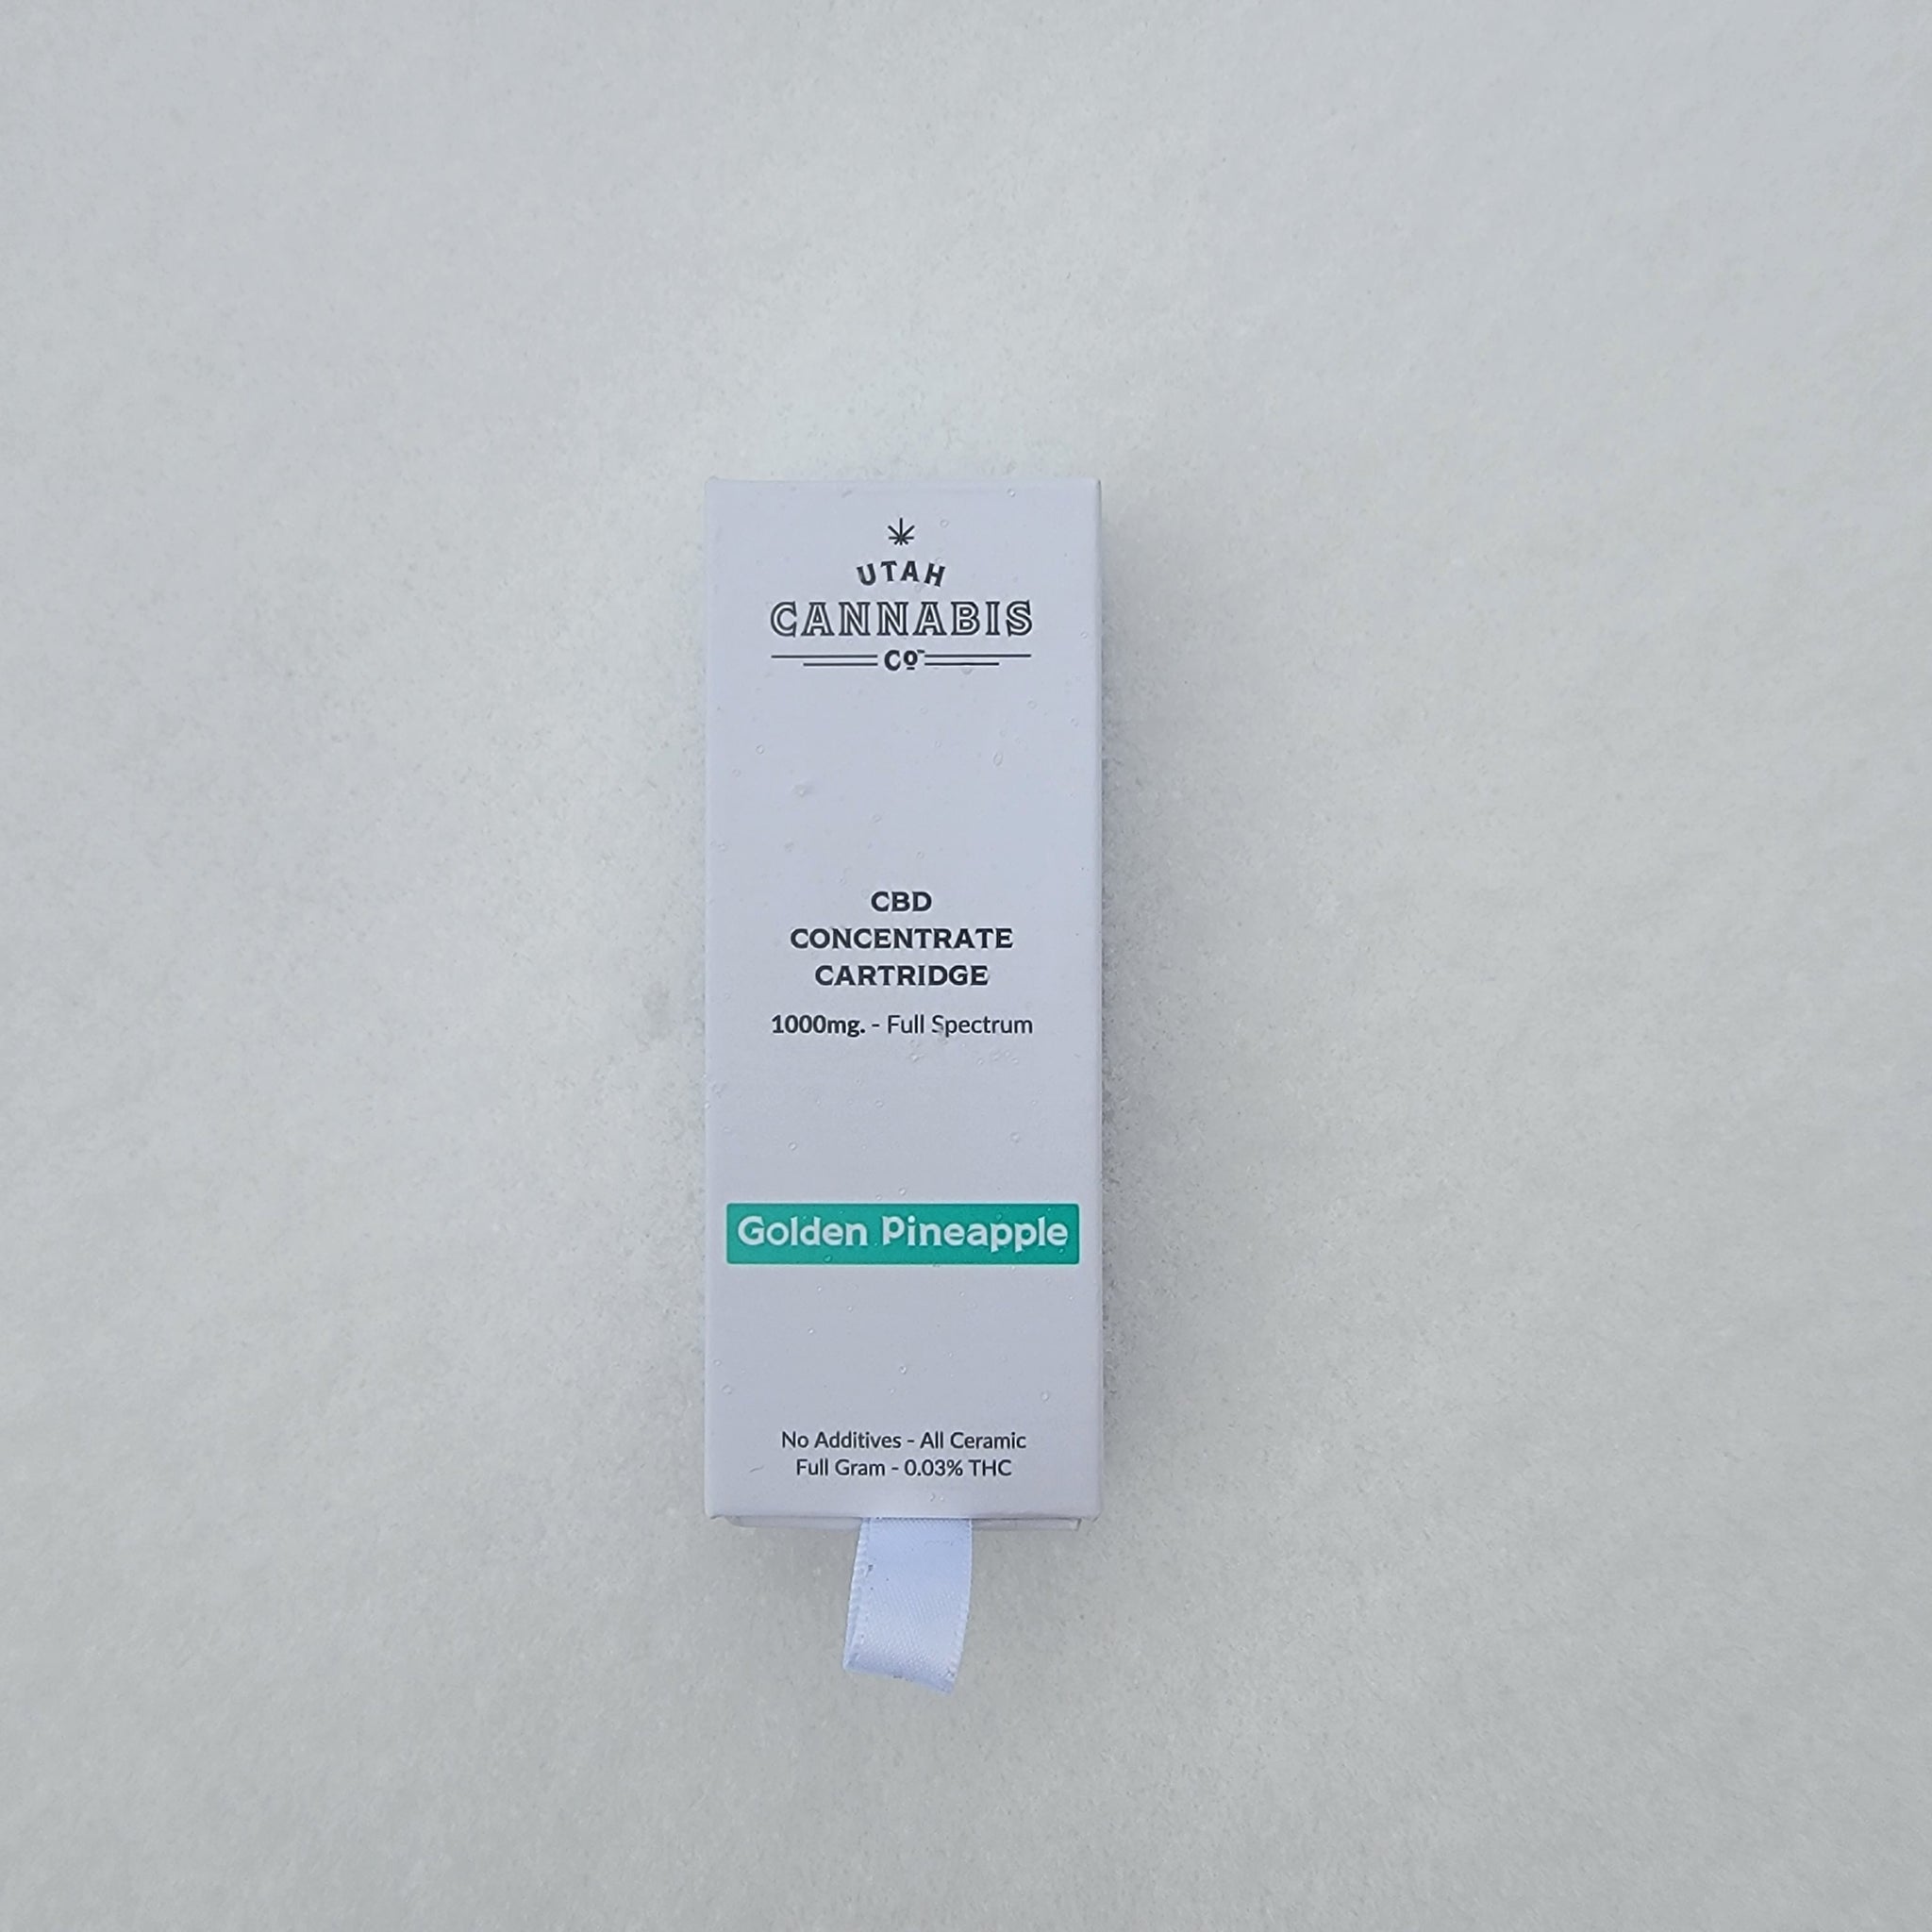 UTAH
CANNABIS
Co™
CBD
CONCENTRATE
CARTRIDGE
1000mg. - Full Spectrum
Golden Pineapple
No Additives - All Ceramic
Full Gram - 0.03% THC